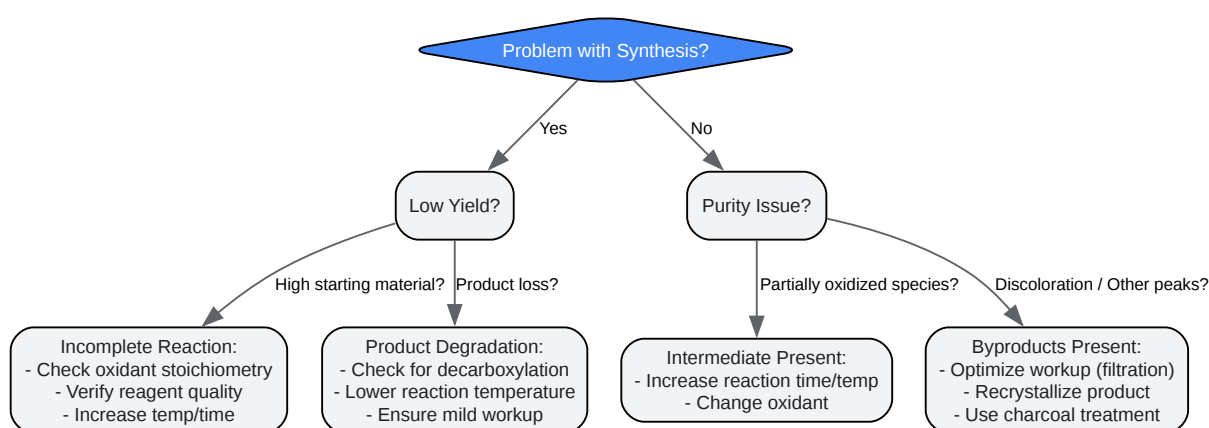 Problem with Synthesis?
Yes
No
Low Yield?
Purity Issue?
High starting material?
Product loss?
Partially oxidized species?
Discoloration / Other peaks?
Incomplete Reaction:
- Check oxidant stoichiometry
- Verify reagent quality
- Increase temp/time
Product Degradation:
- Check for decarboxylation
- Lower reaction temperature
- Ensure mild workup
Intermediate Present:
- Increase reaction time/temp
- Change oxidant
Byproducts Present:
- Optimize workup (filtration)
- Recrystallize product
- Use charcoal treatment